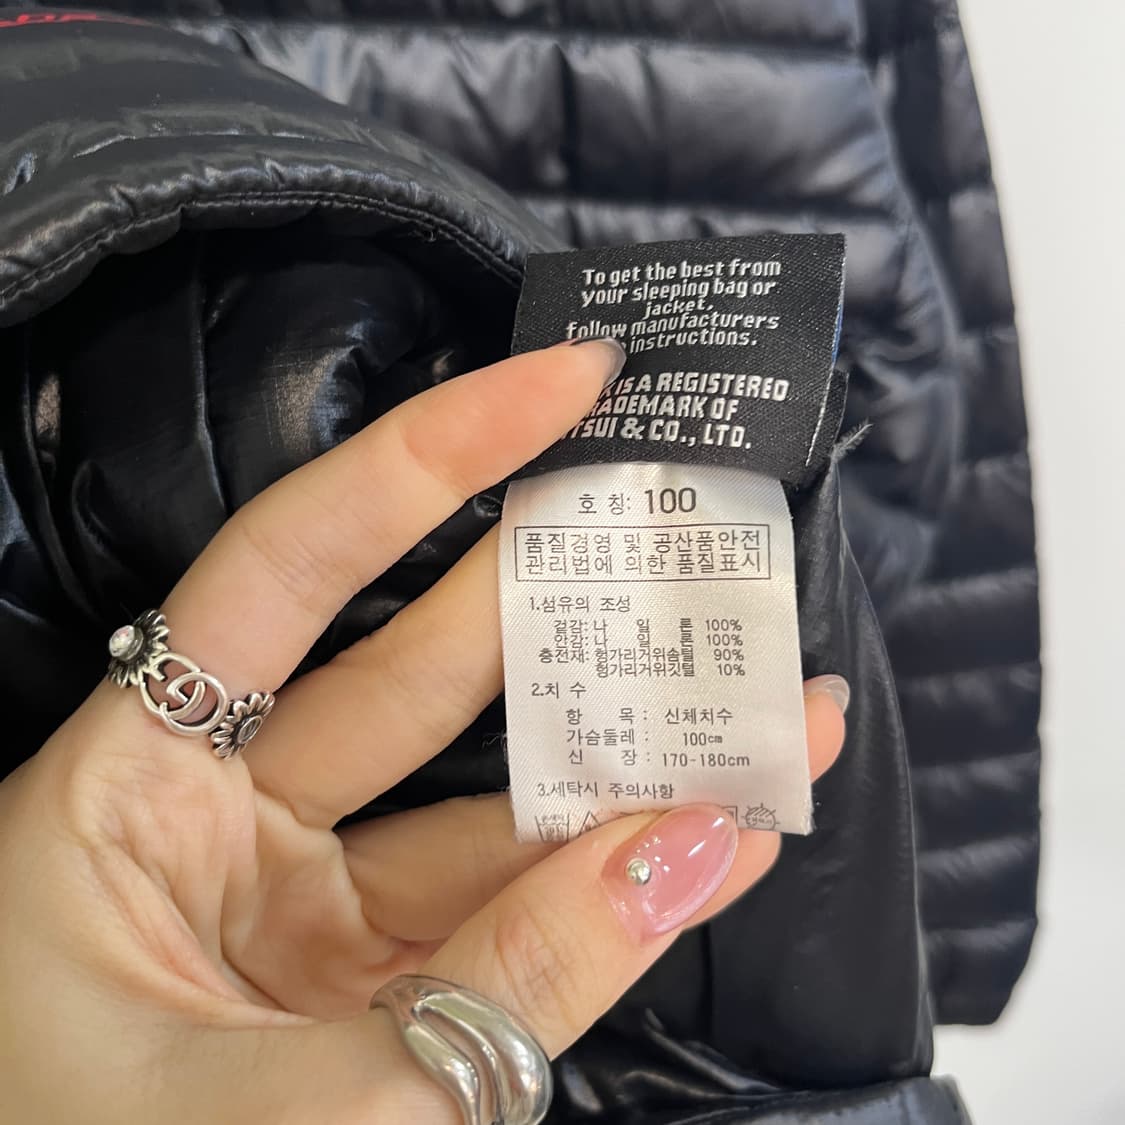 To get the best from
your sleeping bag or
jacket.
follow manufacturers
instructions.
IS A REGISTERED
TRADEMARK OF
& CO., LTD.
호 칭: 100
품질경영 및 공산품안전
관리법에 의한 품질표시
1.섬유의 조성
겉감: 나 일 론 100%
안감: 나 일 론 100%
충전재: 헝가리거위솜털 90%
헝가리거위깃털 10%
2.치 수
항 목 : 신체치수
가슴둘레 : 100cm
신 장 : 170-180cm
3.세탁시 주의사항